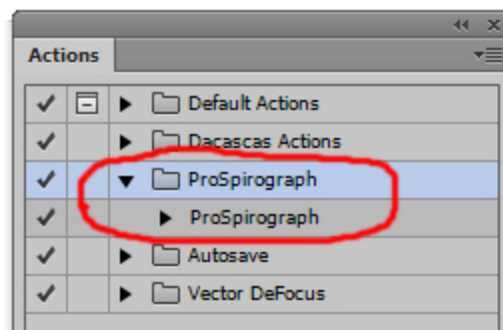 Actions
Default Actions
Dacascas Actions
ProSpirograph
ProSpirograph
Autosave
Vector DeFocus